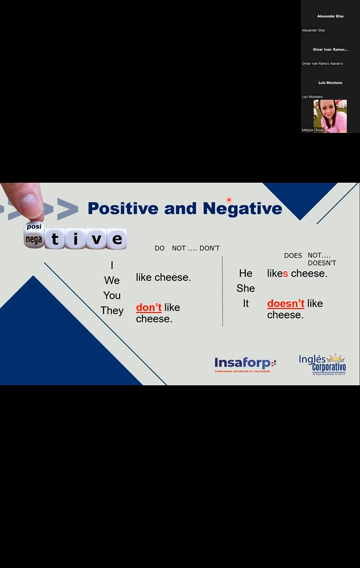 Alexander Elias
Alexander Elias
Omar Ivan Ramos...
Omar Ivan Ramos Navarro
Luis Montano
Luis Montano
Positive and Negative
posi
nega
t i v e
DO NOT .... DON'T
I
We
You
They
like cheese.
don't like
cheese.
DOES NOT....
DOESN'T
He
She
It
likes cheese.
doesn't like
cheese.
Insaforp
Inglés
Corporativo